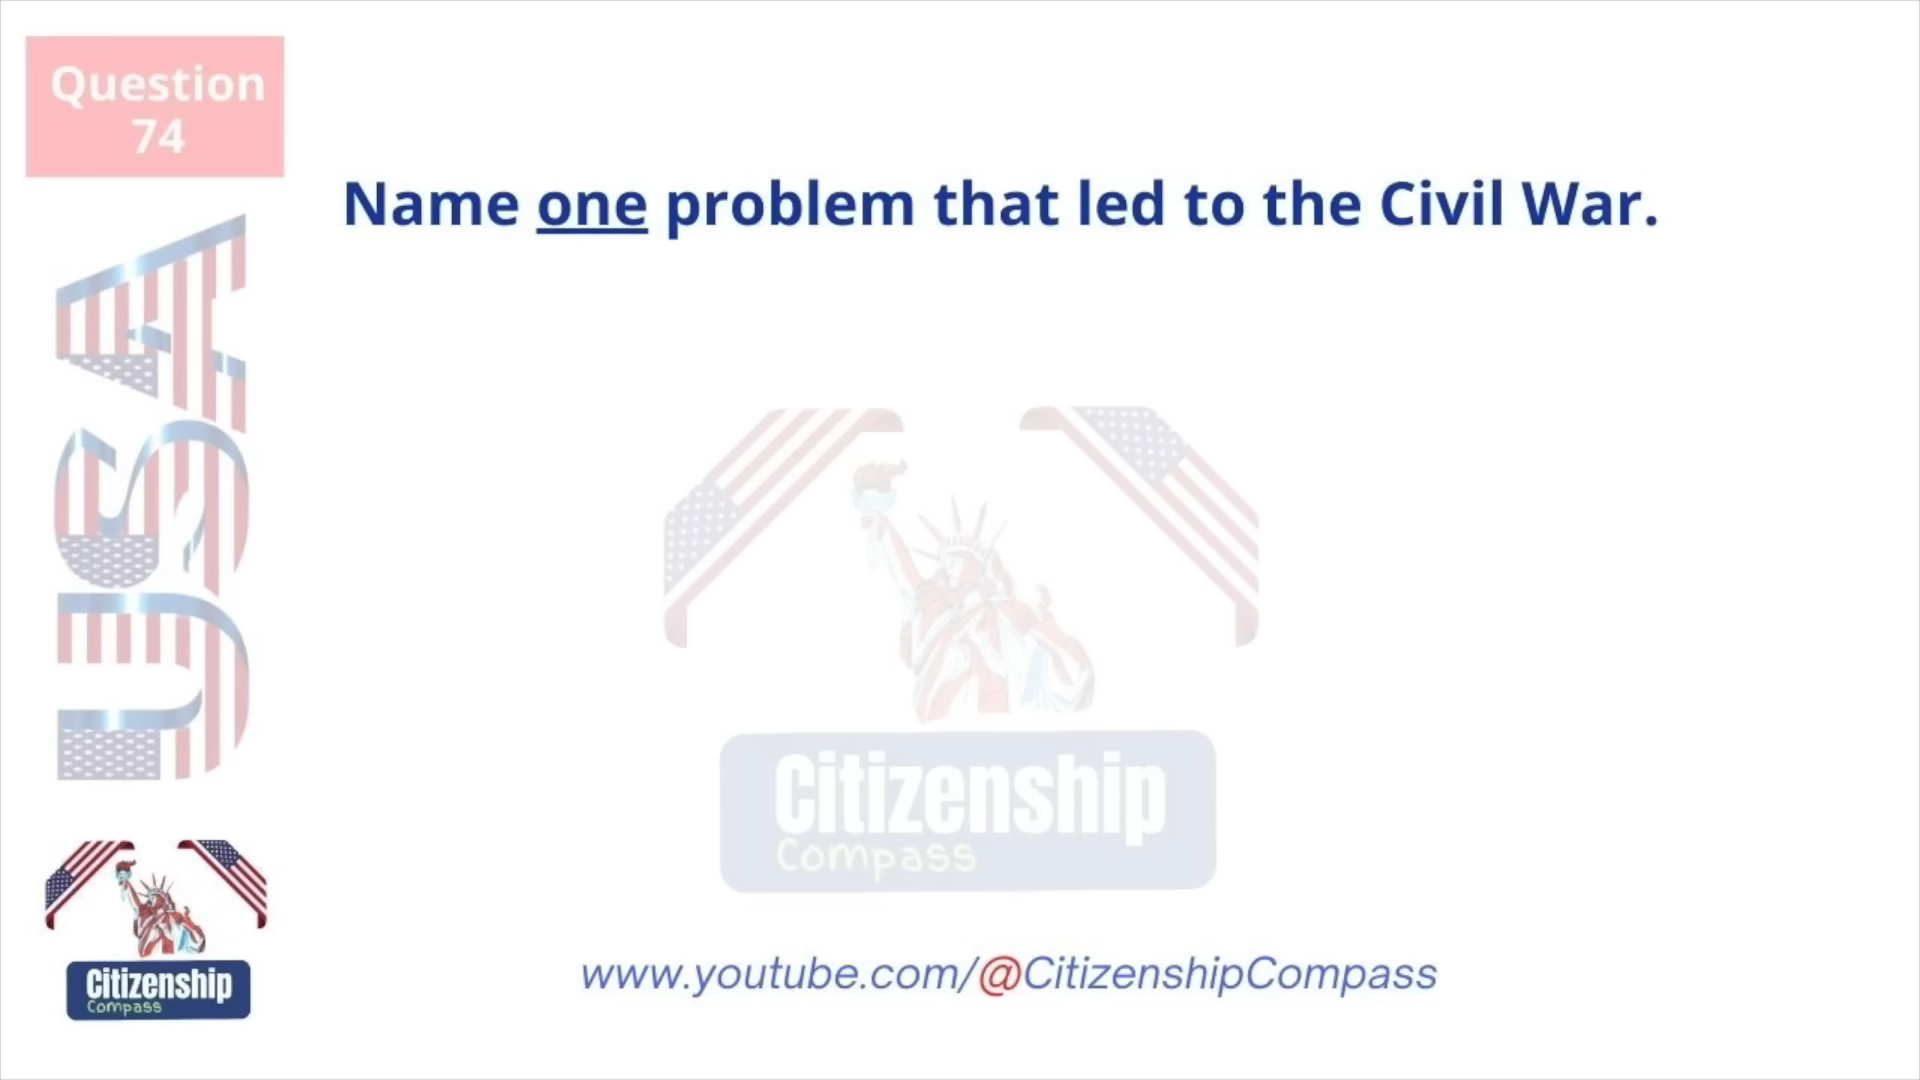 Question
74
Name one problem that led to the Civil War.
USA
Citizenship
Compass
Citizenship
Compass
www.youtube.com/@CitizenshipCompass